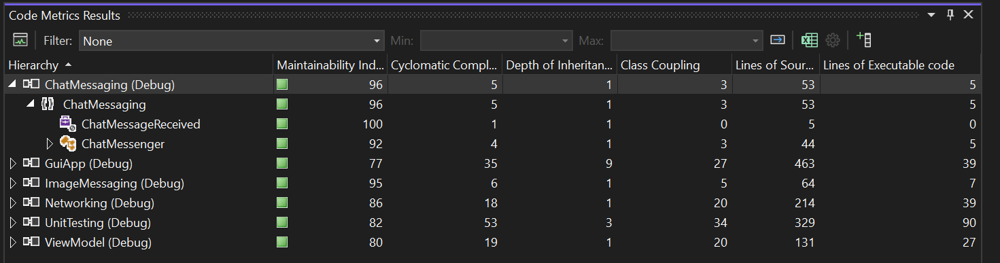 Code Metrics Results
Filter: None Min: Max:
Hierarchy Maintainability Ind... Cyclomatic Compl... Depth of Inheritan... Class Coupling Lines of Sour... Lines of Executable code
ChatMessaging (Debug) 96 5 1 3 53 5
ChatMessaging 96 5 1 3 53 5
ChatMessageReceived 100 1 1 0 5 0
ChatMessenger 92 4 1 3 44 5
GuiApp (Debug) 77 35 9 27 463 39
ImageMessaging (Debug) 95 6 1 5 64 7
Networking (Debug) 86 18 1 20 214 39
UnitTesting (Debug) 82 53 3 34 329 90
ViewModel (Debug) 80 19 1 20 131 27